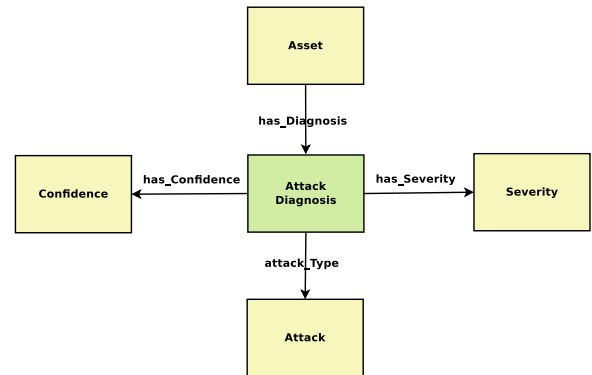 Asset
has_Diagnosis
Confidence
has_Confidence
Attack
Diagnosis
has_Severity
Severity
attack_Type
Attack